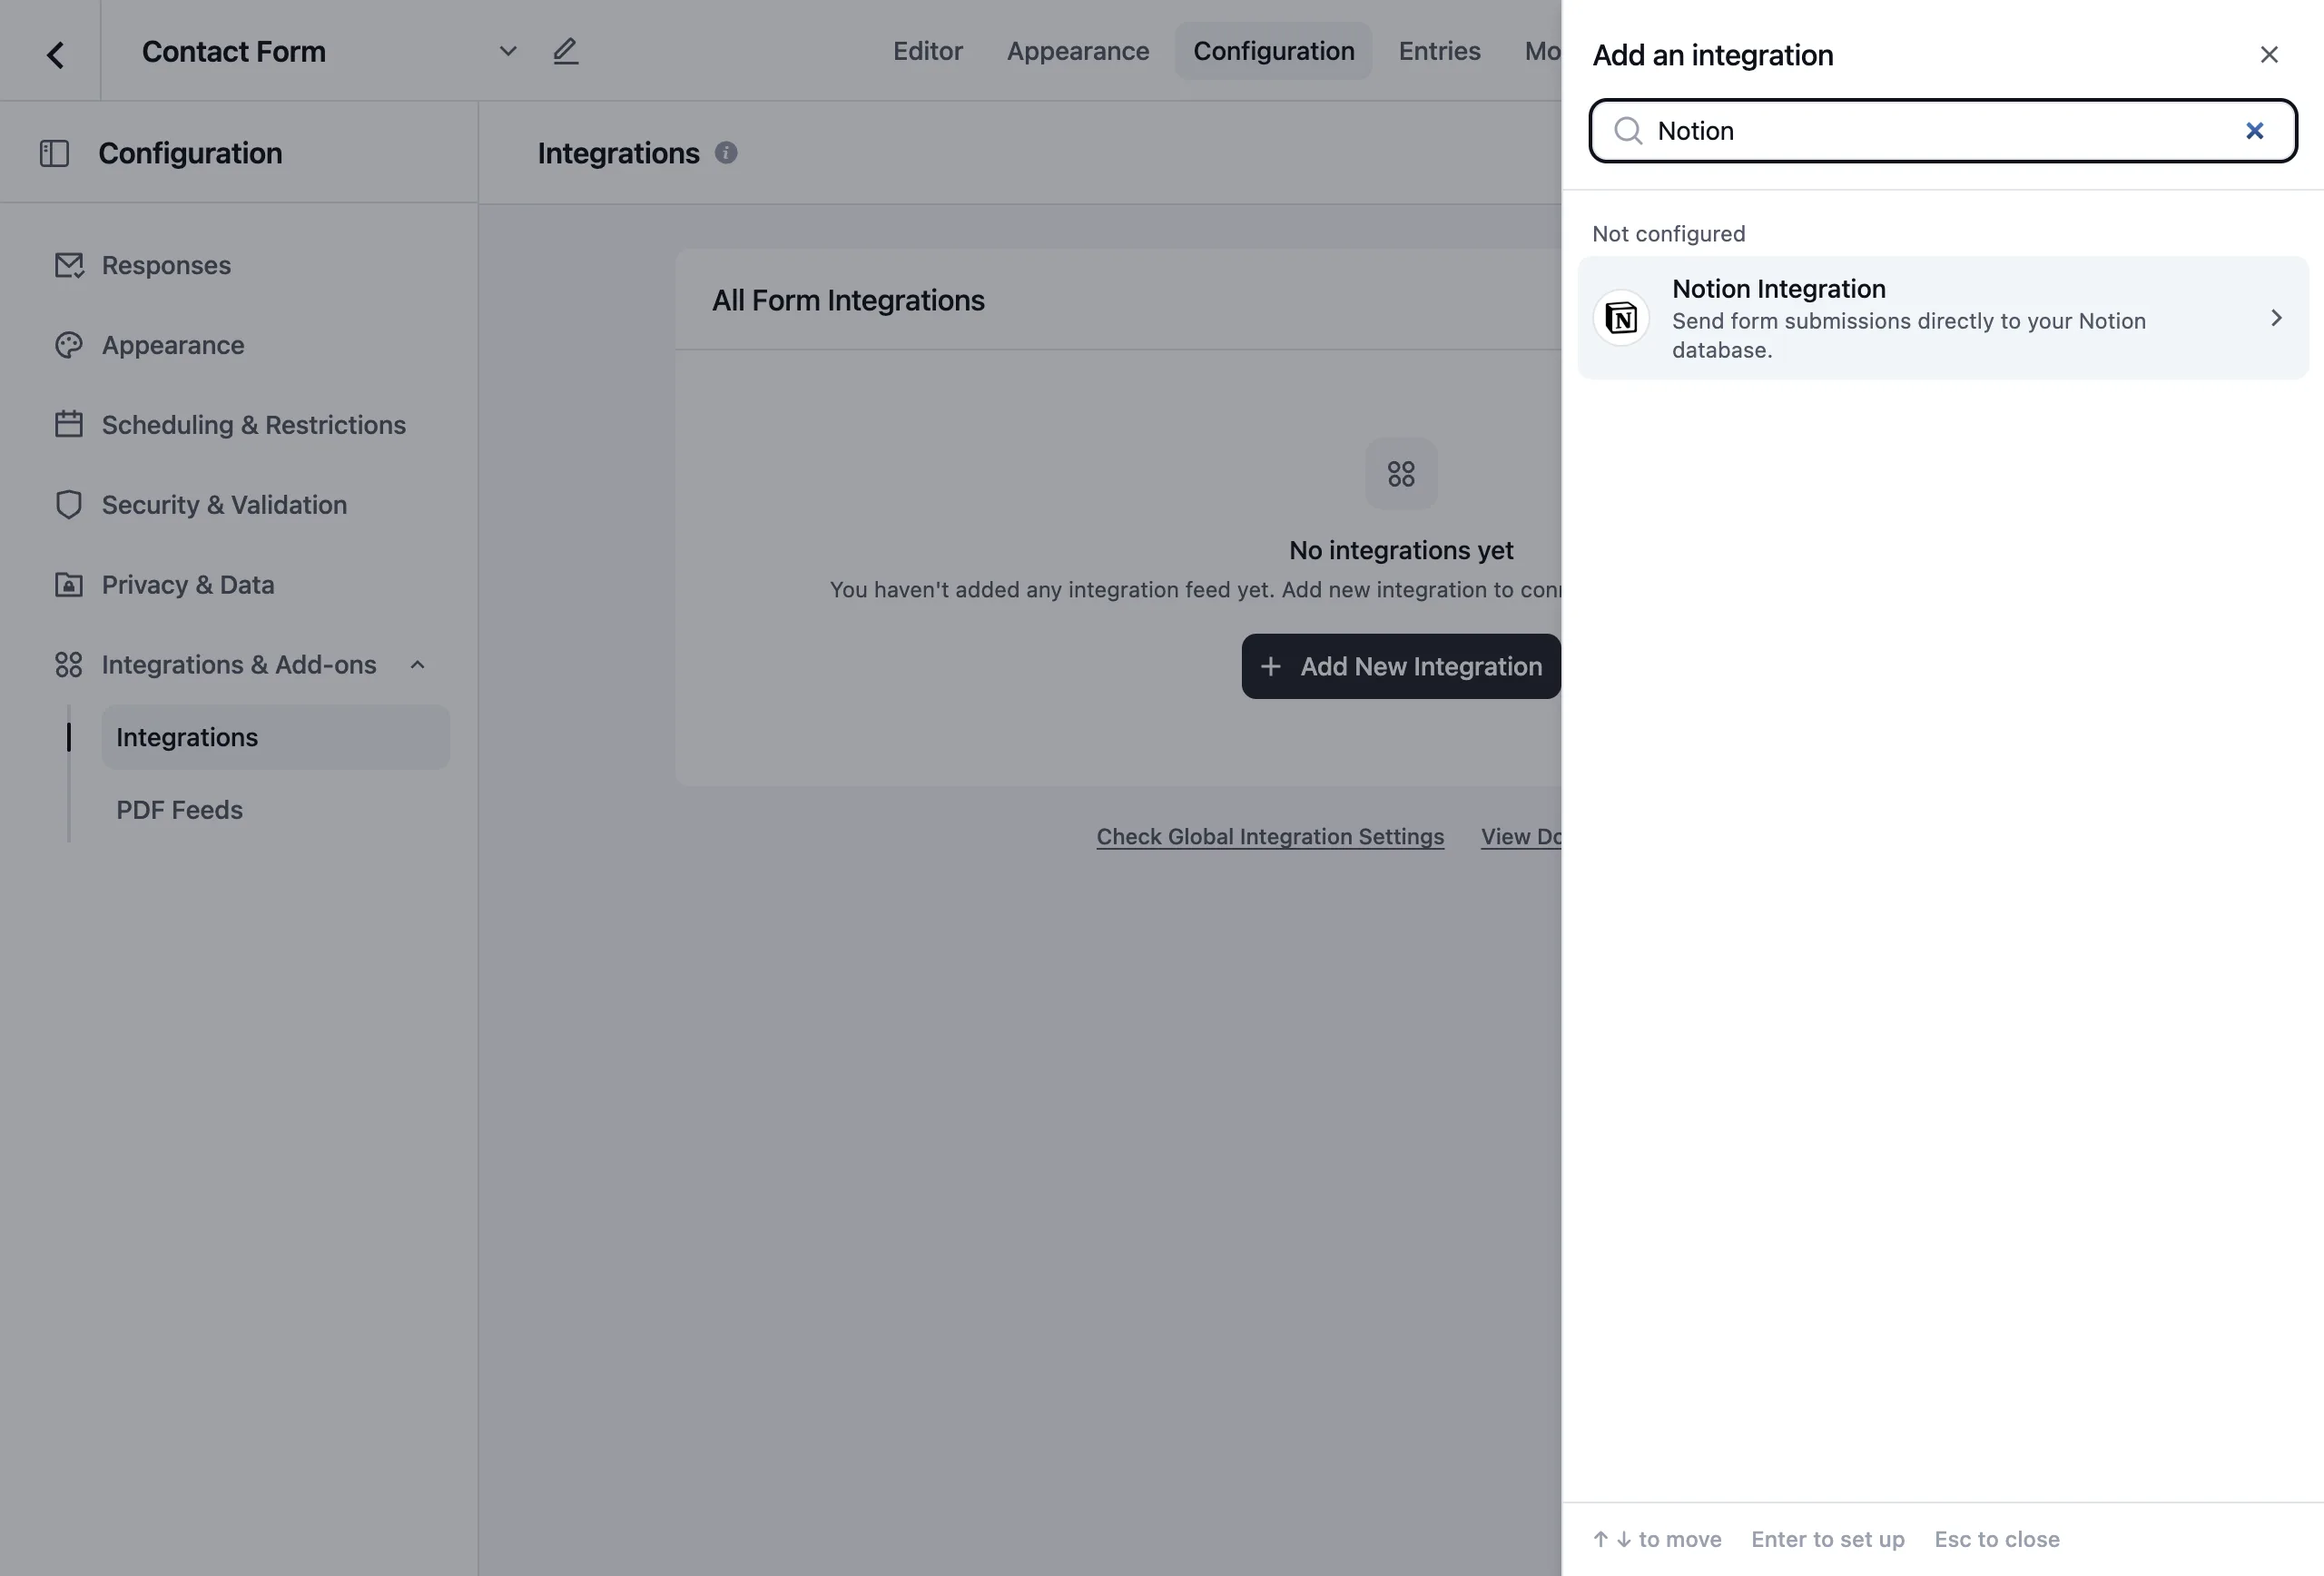 Contact Form
Editor
Appearance
Configuration
Entries
Mo
Configuration
Responses
Appearance
Scheduling & Restrictions
Security & Validation
Privacy & Data
Integrations & Add-ons
Integrations
PDF Feeds
Integrations
All Form Integrations
No integrations yet
You haven't added any integration feed yet. Add new integration to con
+ Add New Integration
Check Global Integration Settings
View Do
Add an integration
Notion
Not configured
Notion Integration
Send form submissions directly to your Notion
database.
↑ ↓ to move
Enter to set up
Esc to close